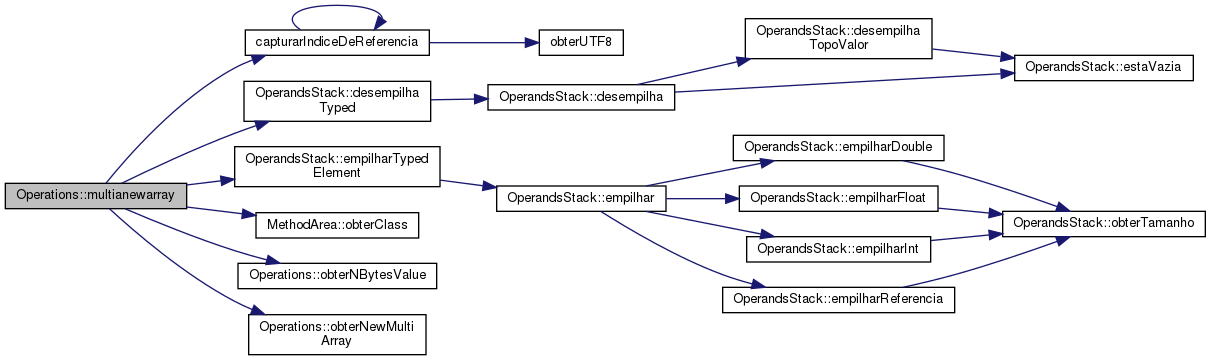 Operations::multianewarray
capturarIndiceDeReferencia
obterUTF8
OperandsStack::desempilha
Typed
OperandsStack::desempilha
OperandsStack::desempilha
TopoValor
OperandsStack::estaVazia
OperandsStack::empilharTyped
Element
OperandsStack::empilhar
OperandsStack::empilharDouble
OperandsStack::empilharFloat
OperandsStack::empilharInt
OperandsStack::empilharReferencia
OperandsStack::obterTamanho
MethodArea::obterClass
Operations::obterNBytesValue
Operations::obterNewMulti
Array